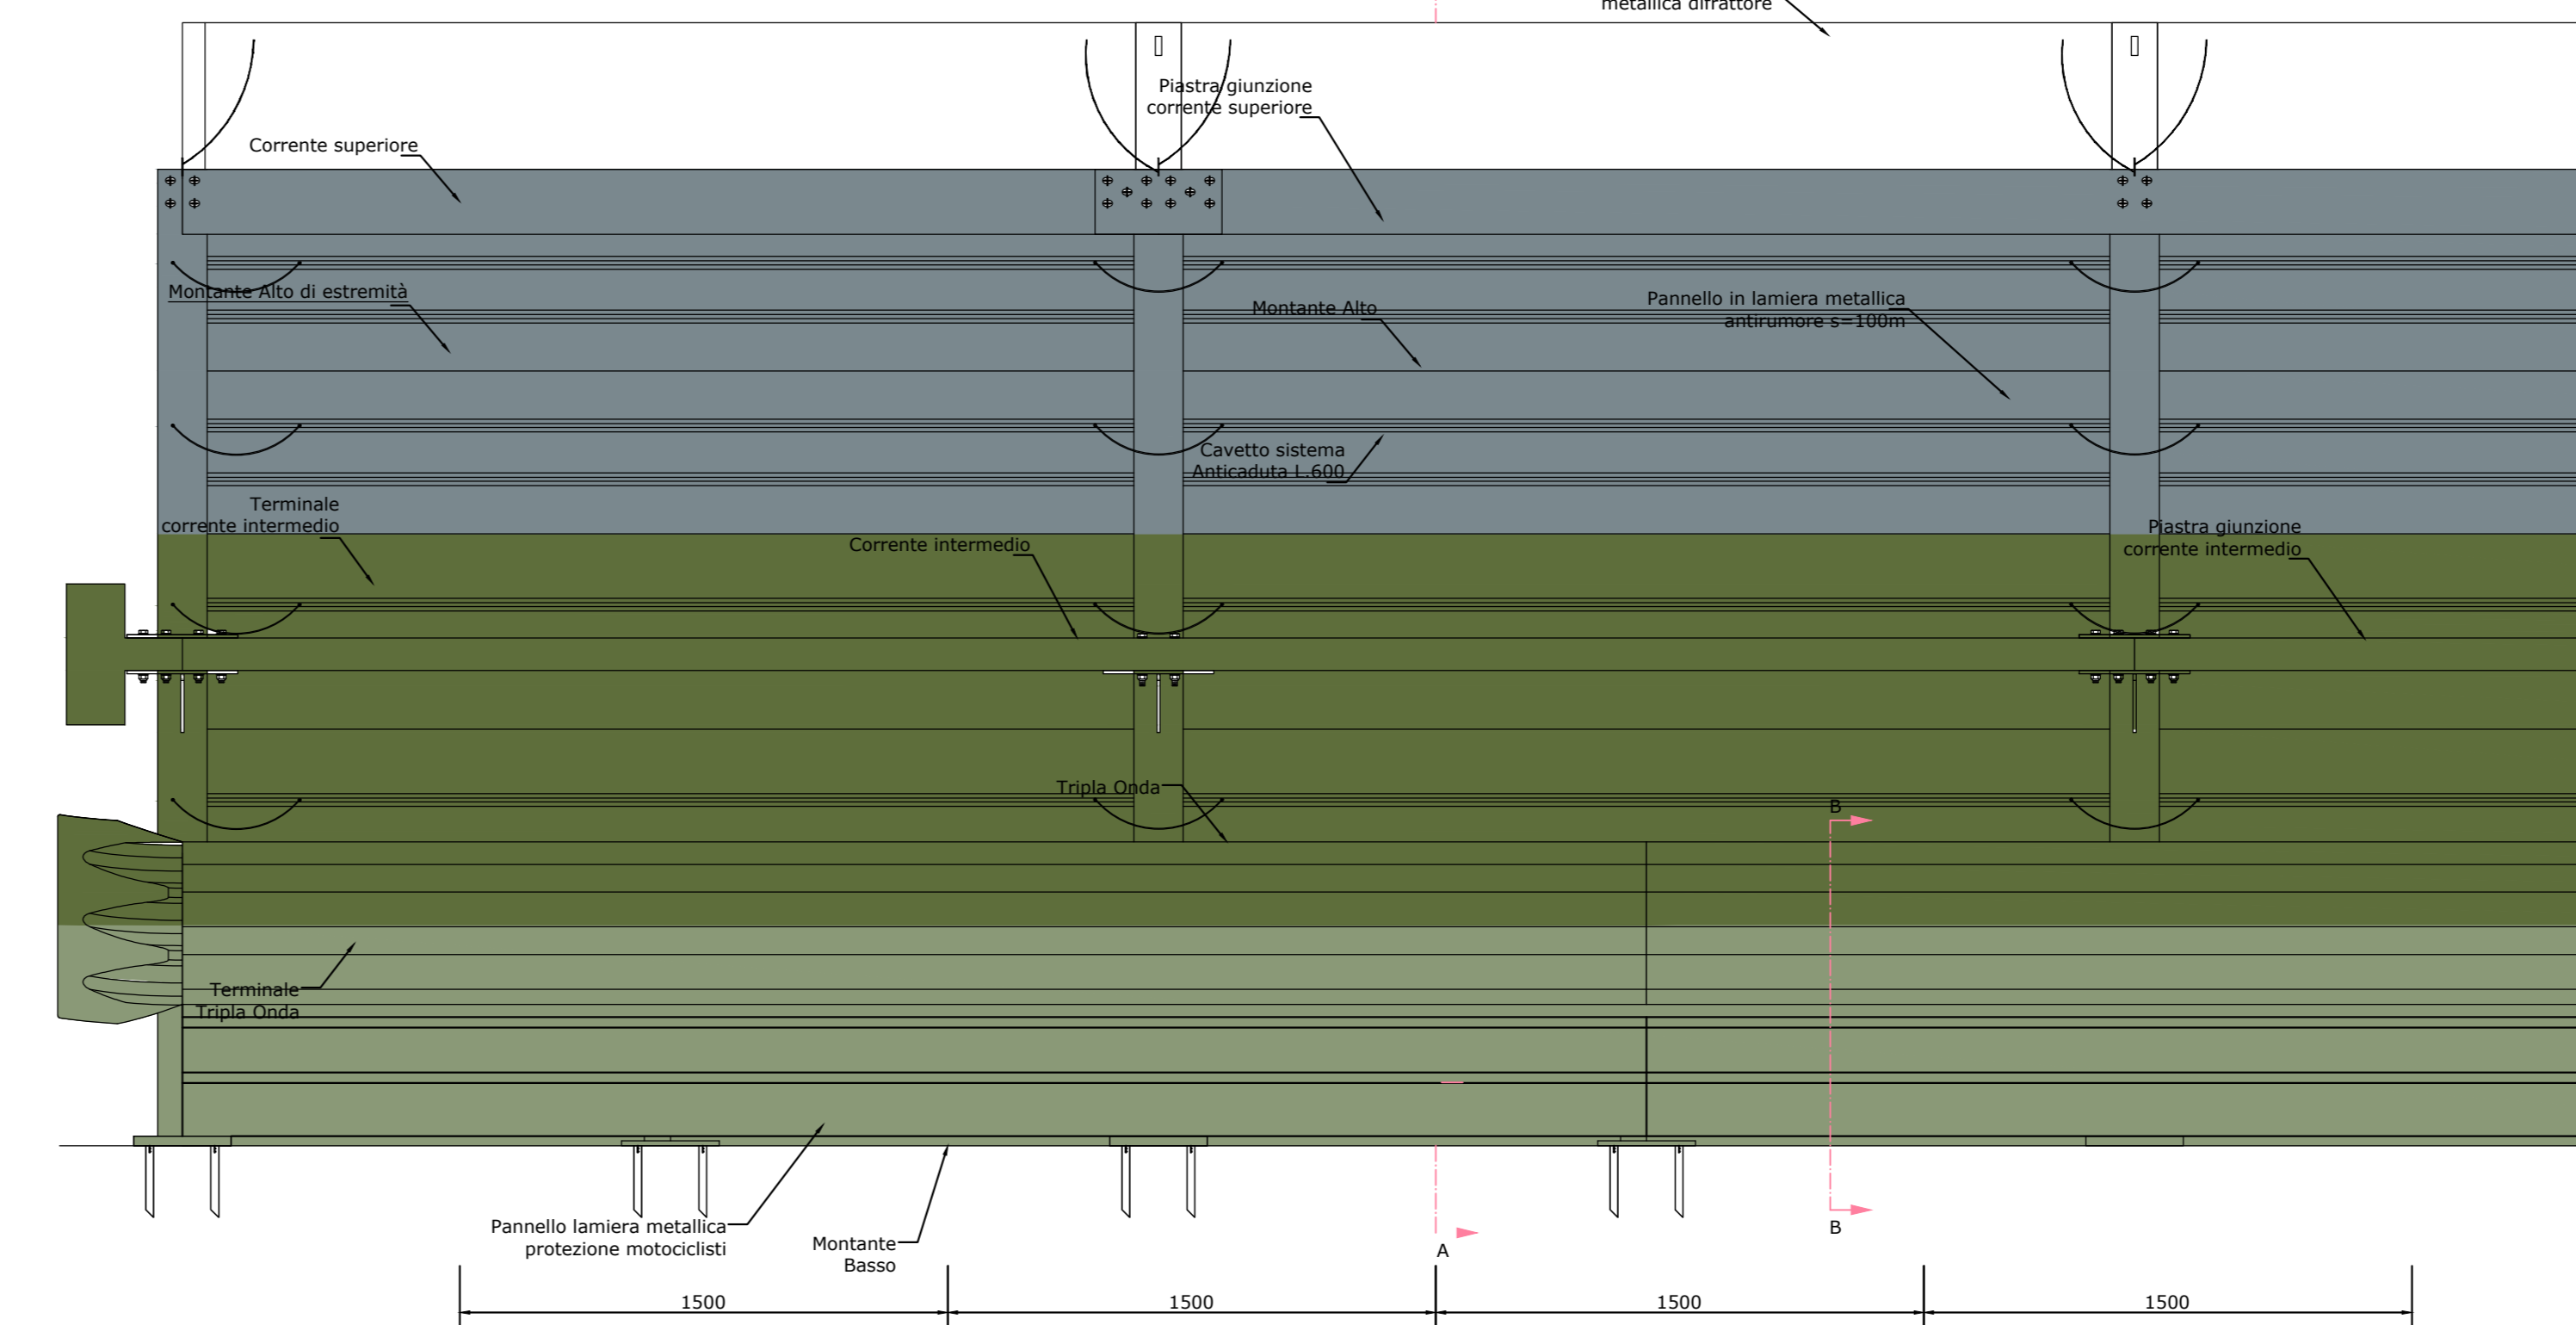 metallica difrattore
Piastra giunzione
corrente superiore
Corrente superiore
Montante Alto di estremità
Montante Alto
Pannello in lamiera metallica
antirumore s=100m
Cavetto sistema
Anticaduta L.600
Terminale
corrente intermedio
Corrente intermedio
Piastra giunzione
corrente intermedio
Tripla Onda
B
Terminale
Tripla Onda
Pannello lamiera metallica
protezione motociclisti
Montante
Basso
A
B
1500
1500
1500
1500